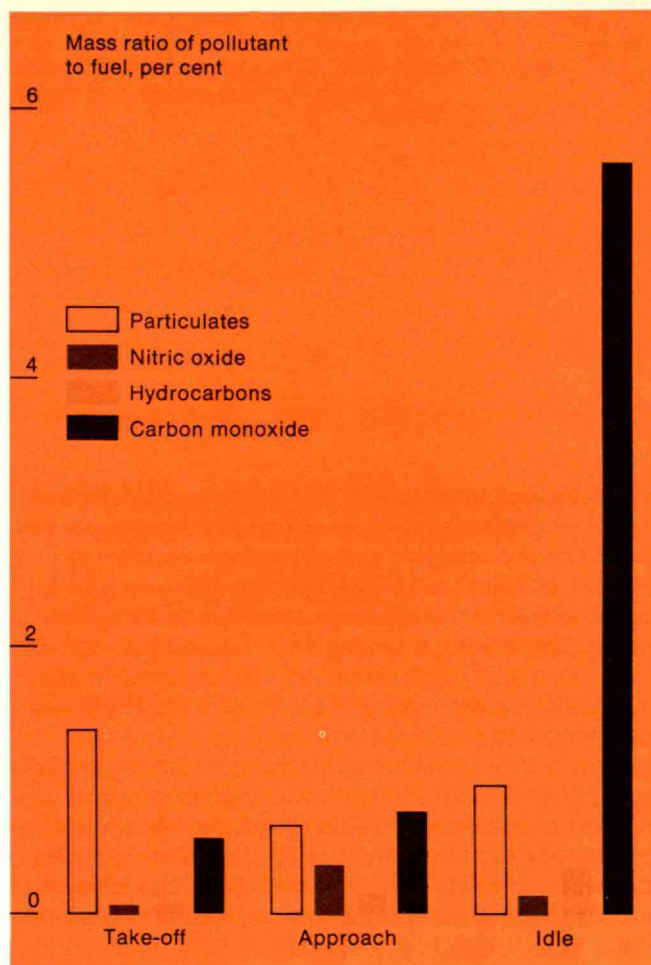 Mass ratio of pollutant
to fuel, per cent
6
Particulates
4
Nitric oxide
Hydrocarbons
Carbon monoxide
2
0
Take-off
Approach
Idle